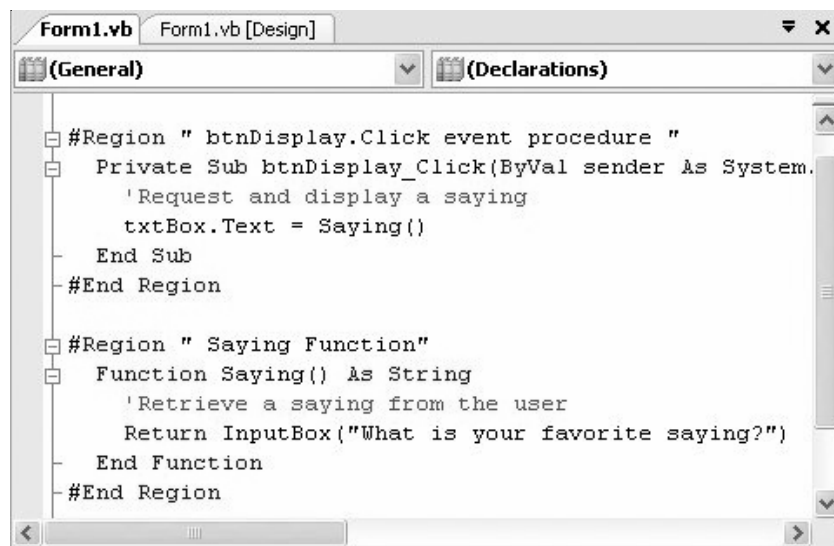 Form1.vb Form1.vb [Design]
(General) (Declarations)
#Region " btnDisplay.Click event procedure "
Private Sub btnDisplay_Click(ByVal sender As System.
'Request and display a saying
txtBox.Text = Saying()
End Sub
#End Region
#Region " Saying Function"
Function Saying() As String
'Retrieve a saying from the user
Return InputBox("What is your favorite saying?")
End Function
#End Region